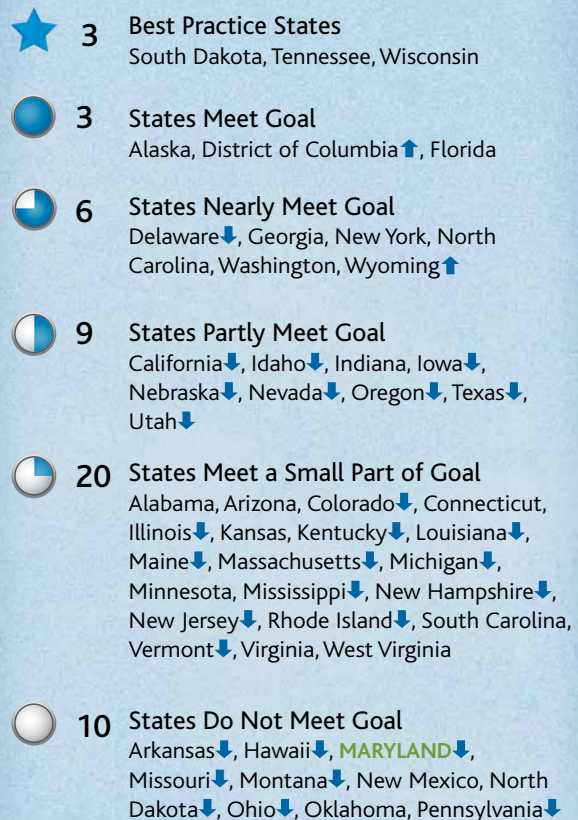 3 Best Practice States
South Dakota, Tennessee, Wisconsin
3 States Meet Goal
Alaska, District of Columbia⬆, Florida
6 States Nearly Meet Goal
Delaware⬇, Georgia, New York, North
Carolina, Washington, Wyoming⬆
9 States Partly Meet Goal
California⬇, Idaho⬇, Indiana, Iowa⬇,
Nebraska⬇, Nevada⬇, Oregon⬇, Texas⬇,
Utah⬇
20 States Meet a Small Part of Goal
Alabama, Arizona, Colorado⬇, Connecticut,
Illinois⬇, Kansas, Kentucky⬇, Louisiana⬇,
Maine⬇, Massachusetts⬇, Michigan⬇,
Minnesota, Mississippi⬇, New Hampshire⬇,
New Jersey⬇, Rhode Island⬇, South Carolina,
Vermont⬇, Virginia, West Virginia
10 States Do Not Meet Goal
Arkansas⬇, Hawaii⬇, MARYLAND⬇,
Missouri⬇, Montana⬇, New Mexico, North
Dakota⬇, Ohio⬇, Oklahoma, Pennsylvania⬇